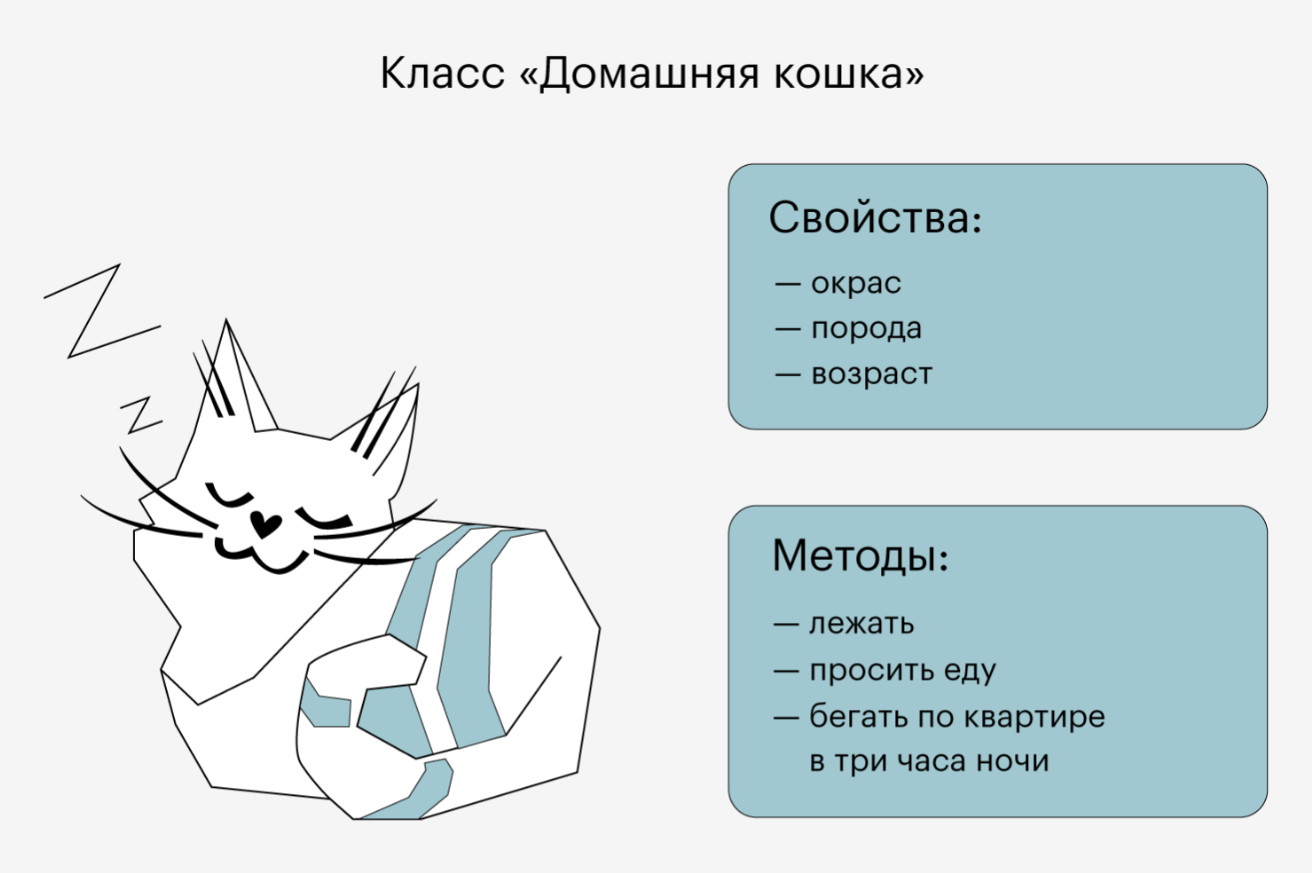 Класс «Домашняя кошка»
Свойства:
— окрас
— порода
— возраст
Методы:
— лежать
— просить еду
— бегать по квартире
в три часа ночи